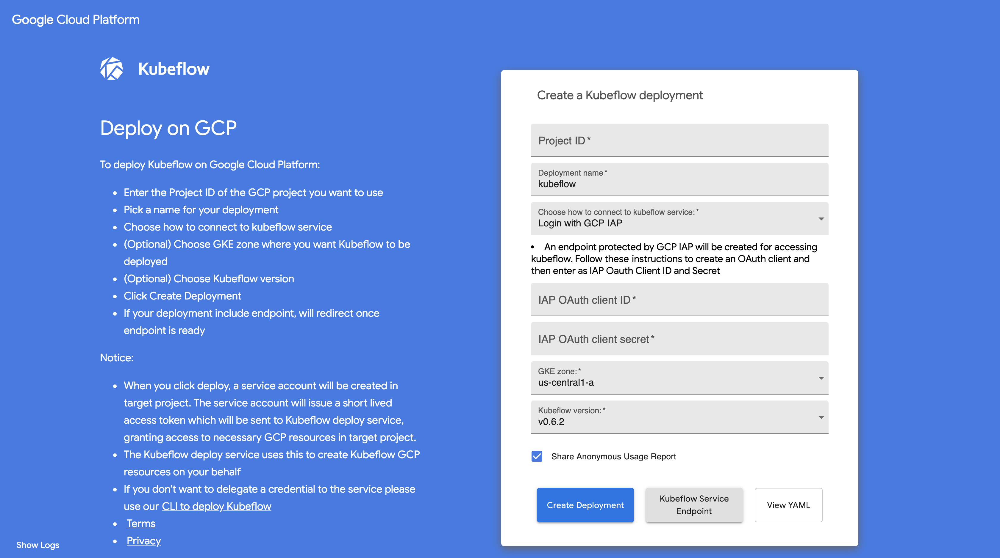 Google Cloud Platform
Kubeflow
Deploy on GCP
To deploy Kubeflow on Google Cloud Platform:
• Enter the Project ID of the GCP project you want to use
• Pick a name for your deployment
• Choose how to connect to kubeflow service
• (Optional) Choose GKE zone where you want Kubeflow to be
deployed
• (Optional) Choose Kubeflow version
• Click Create Deployment
• If your deployment include endpoint, will redirect once
endpoint is ready
Notice:
• When you click deploy, a service account will be created in
target project. The service account will issue a short lived
access token which will be sent to Kubeflow deploy service,
granting access to necessary GCP resources in target project.
• The Kubeflow deploy service uses this to create Kubeflow GCP
resources on your behalf
• If you don't want to delegate a credential to the service please
use our CLI to deploy Kubeflow
• Terms
• Privacy
Show Logs
Create a Kubeflow deployment
Project ID *
Deployment name *
kubeflow
Choose how to connect to kubeflow service: *
Login with GCP IAP
• An endpoint protected by GCP IAP will be created for accessing
kubeflow. Follow these instructions to create an OAuth client and
then enter as IAP Oauth Client ID and Secret
IAP OAuth client ID *
IAP OAuth client secret *
GKE zone: *
us-central1-a
Kubeflow version: *
v0.6.2
Share Anonymous Usage Report
Create Deployment
Kubeflow Service
Endpoint
View YAML